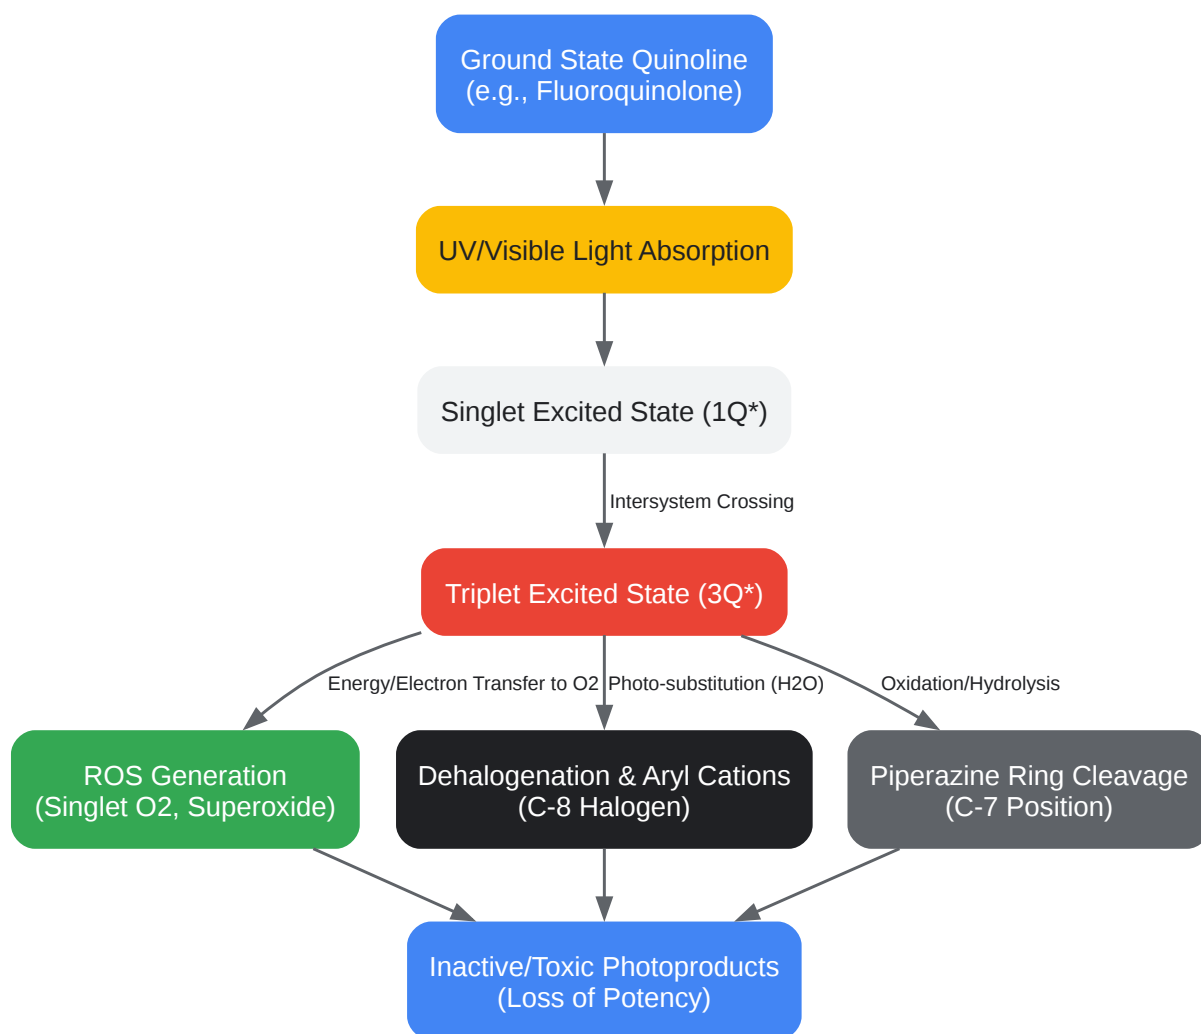 Ground State Quinoline
(e.g., Fluoroquinolone)
UV/Visible Light Absorption
Singlet Excited State (1Q*)
Intersystem Crossing
Triplet Excited State (3Q*)
Energy/Electron Transfer to O2
Photo-substitution (H2O)
Oxidation/Hydrolysis
ROS Generation
(Singlet O2, Superoxide)
Dehalogenation & Aryl Cations
(C-8 Halogen)
Piperazine Ring Cleavage
(C-7 Position)
Inactive/Toxic Photoproducts
(Loss of Potency)